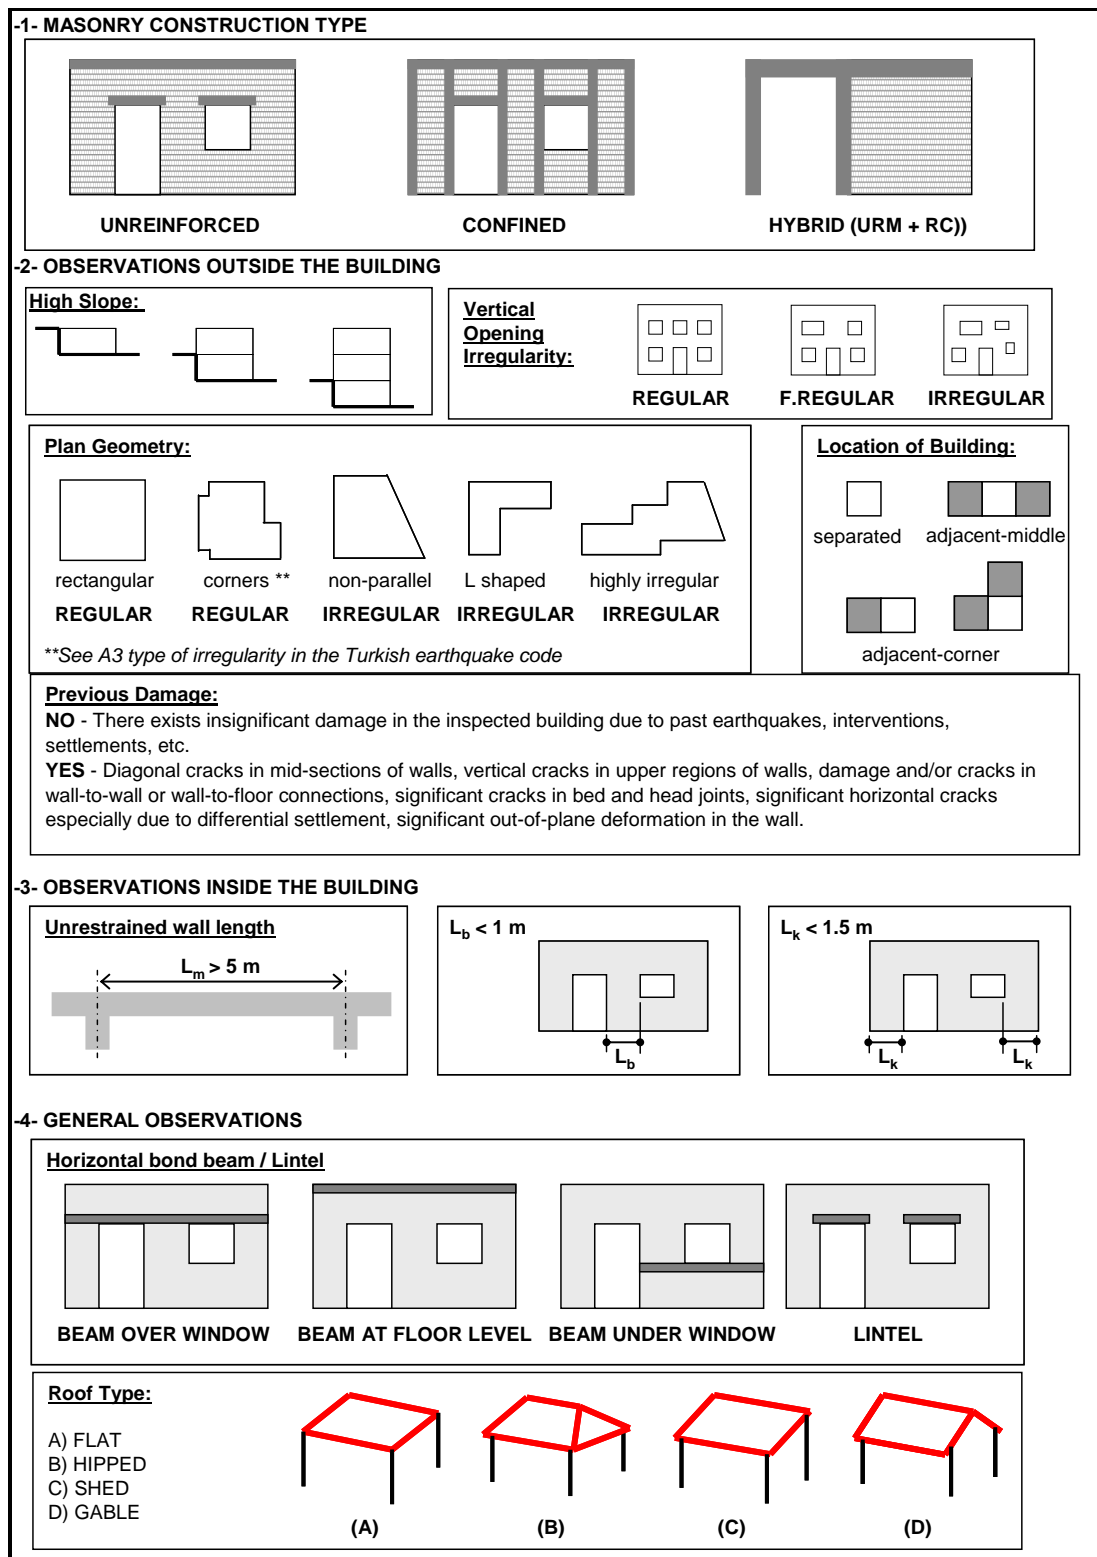 -1- MASONRY CONSTRUCTION TYPE
UNREINFORCED
CONFINED
HYBRID (URM + RC))
-2- OBSERVATIONS OUTSIDE THE BUILDING
High Slope:
Vertical
Opening
Irregularity:
REGULAR
F.REGULAR
IRREGULAR
Plan Geometry:
rectangular
corners **
non-parallel
L shaped
highly irregular
REGULAR
REGULAR
IRREGULAR
IRREGULAR
IRREGULAR
**See A3 type of irregularity in the Turkish earthquake code
Location of Building:
separated
adjacent-middle
adjacent-corner
Previous Damage:
NO - There exists insignificant damage in the inspected building due to past earthquakes, interventions,
settlements, etc.
YES - Diagonal cracks in mid-sections of walls, vertical cracks in upper regions of walls, damage and/or cracks in
wall-to-wall or wall-to-floor connections, significant cracks in bed and head joints, significant horizontal cracks
especially due to differential settlement, significant out-of-plane deformation in the wall.
-3- OBSERVATIONS INSIDE THE BUILDING
Unrestrained wall length
Lm > 5 m
Lb < 1 m
Lb
Lk < 1.5 m
Lk
Lk
-4- GENERAL OBSERVATIONS
Horizontal bond beam / Lintel
BEAM OVER WINDOW
BEAM AT FLOOR LEVEL
BEAM UNDER WINDOW
LINTEL
Roof Type:
A) FLAT
B) HIPPED
C) SHED
D) GABLE
(A)
(B)
(C)
(D)